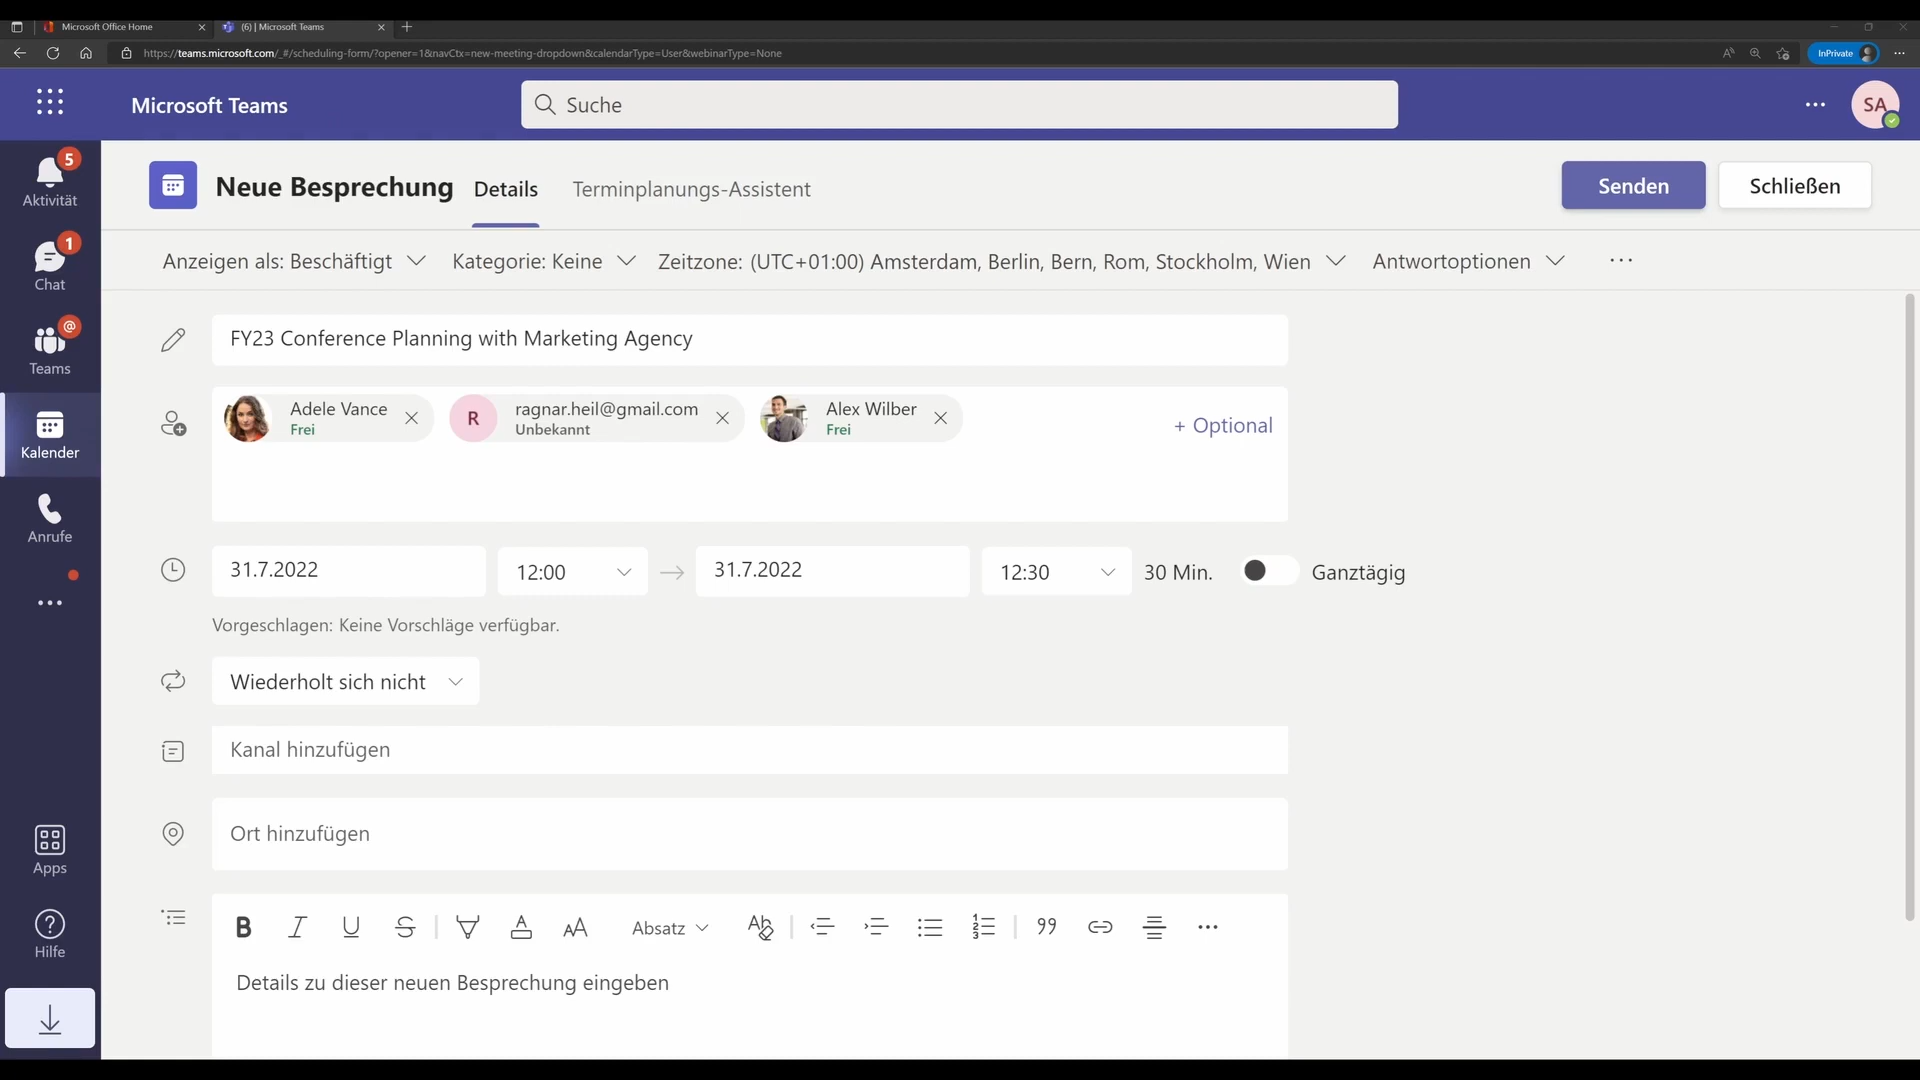 Microsoft Office Home
(6) | Microsoft Teams
https://teams.microsoft.com/_#/scheduling-form/?opener=1&navCtx=new-meeting-dropdown&calendarType=User&webinarType=None
InPrivate
Microsoft Teams
Suche
SA
5
Aktivität
1
Chat
@
Teams
Kalender
Anrufe
Apps
Hilfe
Neue Besprechung
Details
Terminplanungs-Assistent
Senden
Schließen
Anzeigen als: Beschäftigt
Kategorie: Keine
Zeitzone: (UTC+01:00) Amsterdam, Berlin, Bern, Rom, Stockholm, Wien
Antwortoptionen
FY23 Conference Planning with Marketing Agency
Adele Vance
Frei
R
ragnar.heil@gmail.com
Unbekannt
Alex Wilber
Frei
+ Optional
31.7.2022
12:00
31.7.2022
12:30
30 Min.
Ganztägig
Vorgeschlagen: Keine Vorschläge verfügbar.
Wiederholt sich nicht
Kanal hinzufügen
Ort hinzufügen
Absatz
Details zu dieser neuen Besprechung eingeben